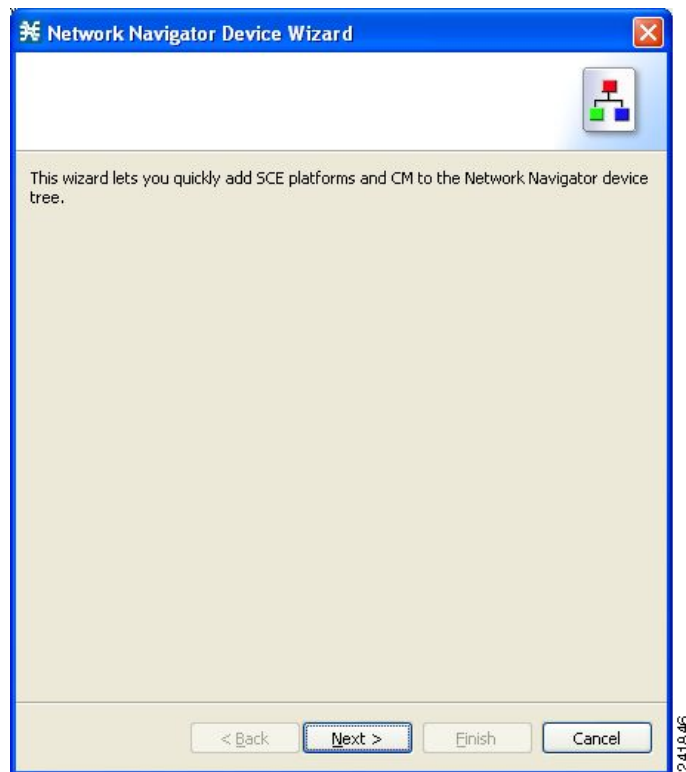 Network Navigator Device Wizard
This wizard lets you quickly add SCE platforms and CM to the Network Navigator device
tree.
< Back
Next >
Finish
Cancel
241946